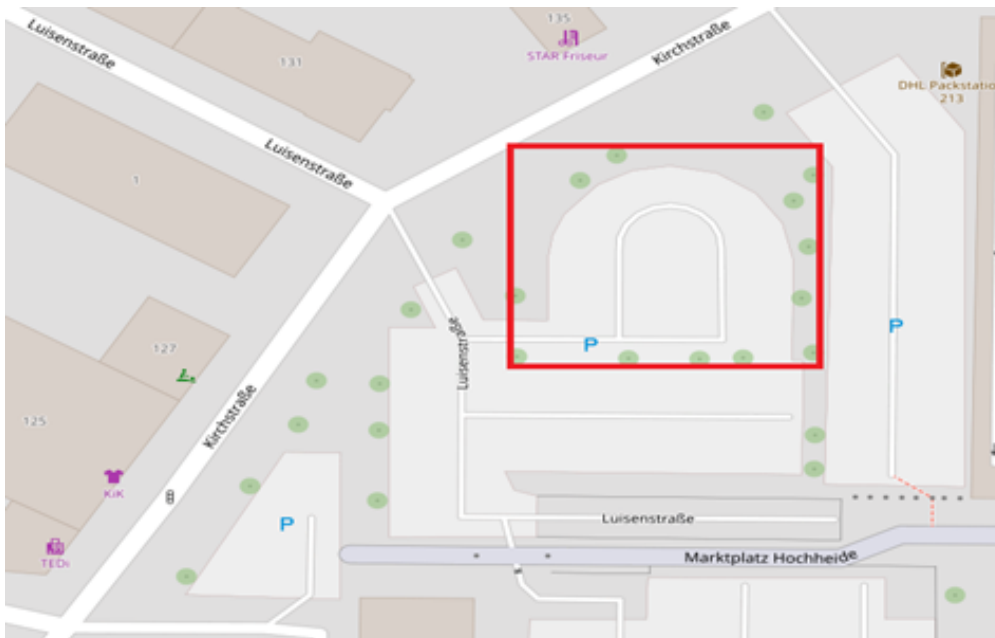 Luisenstraße
131
135
STAR Friseur
Kirchstraße
DHL Packstatio
213
Luisenstraße
1
P
P
Luisenstraße
127
125
Kirchstraße
KiK
TEDi
P
Luisenstraße
Marktplatz Hochheide